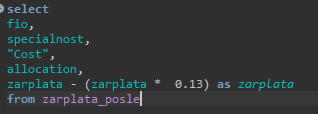 select
fio,
specialnost,
"Cost",
allocation,
zarplata - (zarplata *  0.13) as zarplata
from zarplata_posle